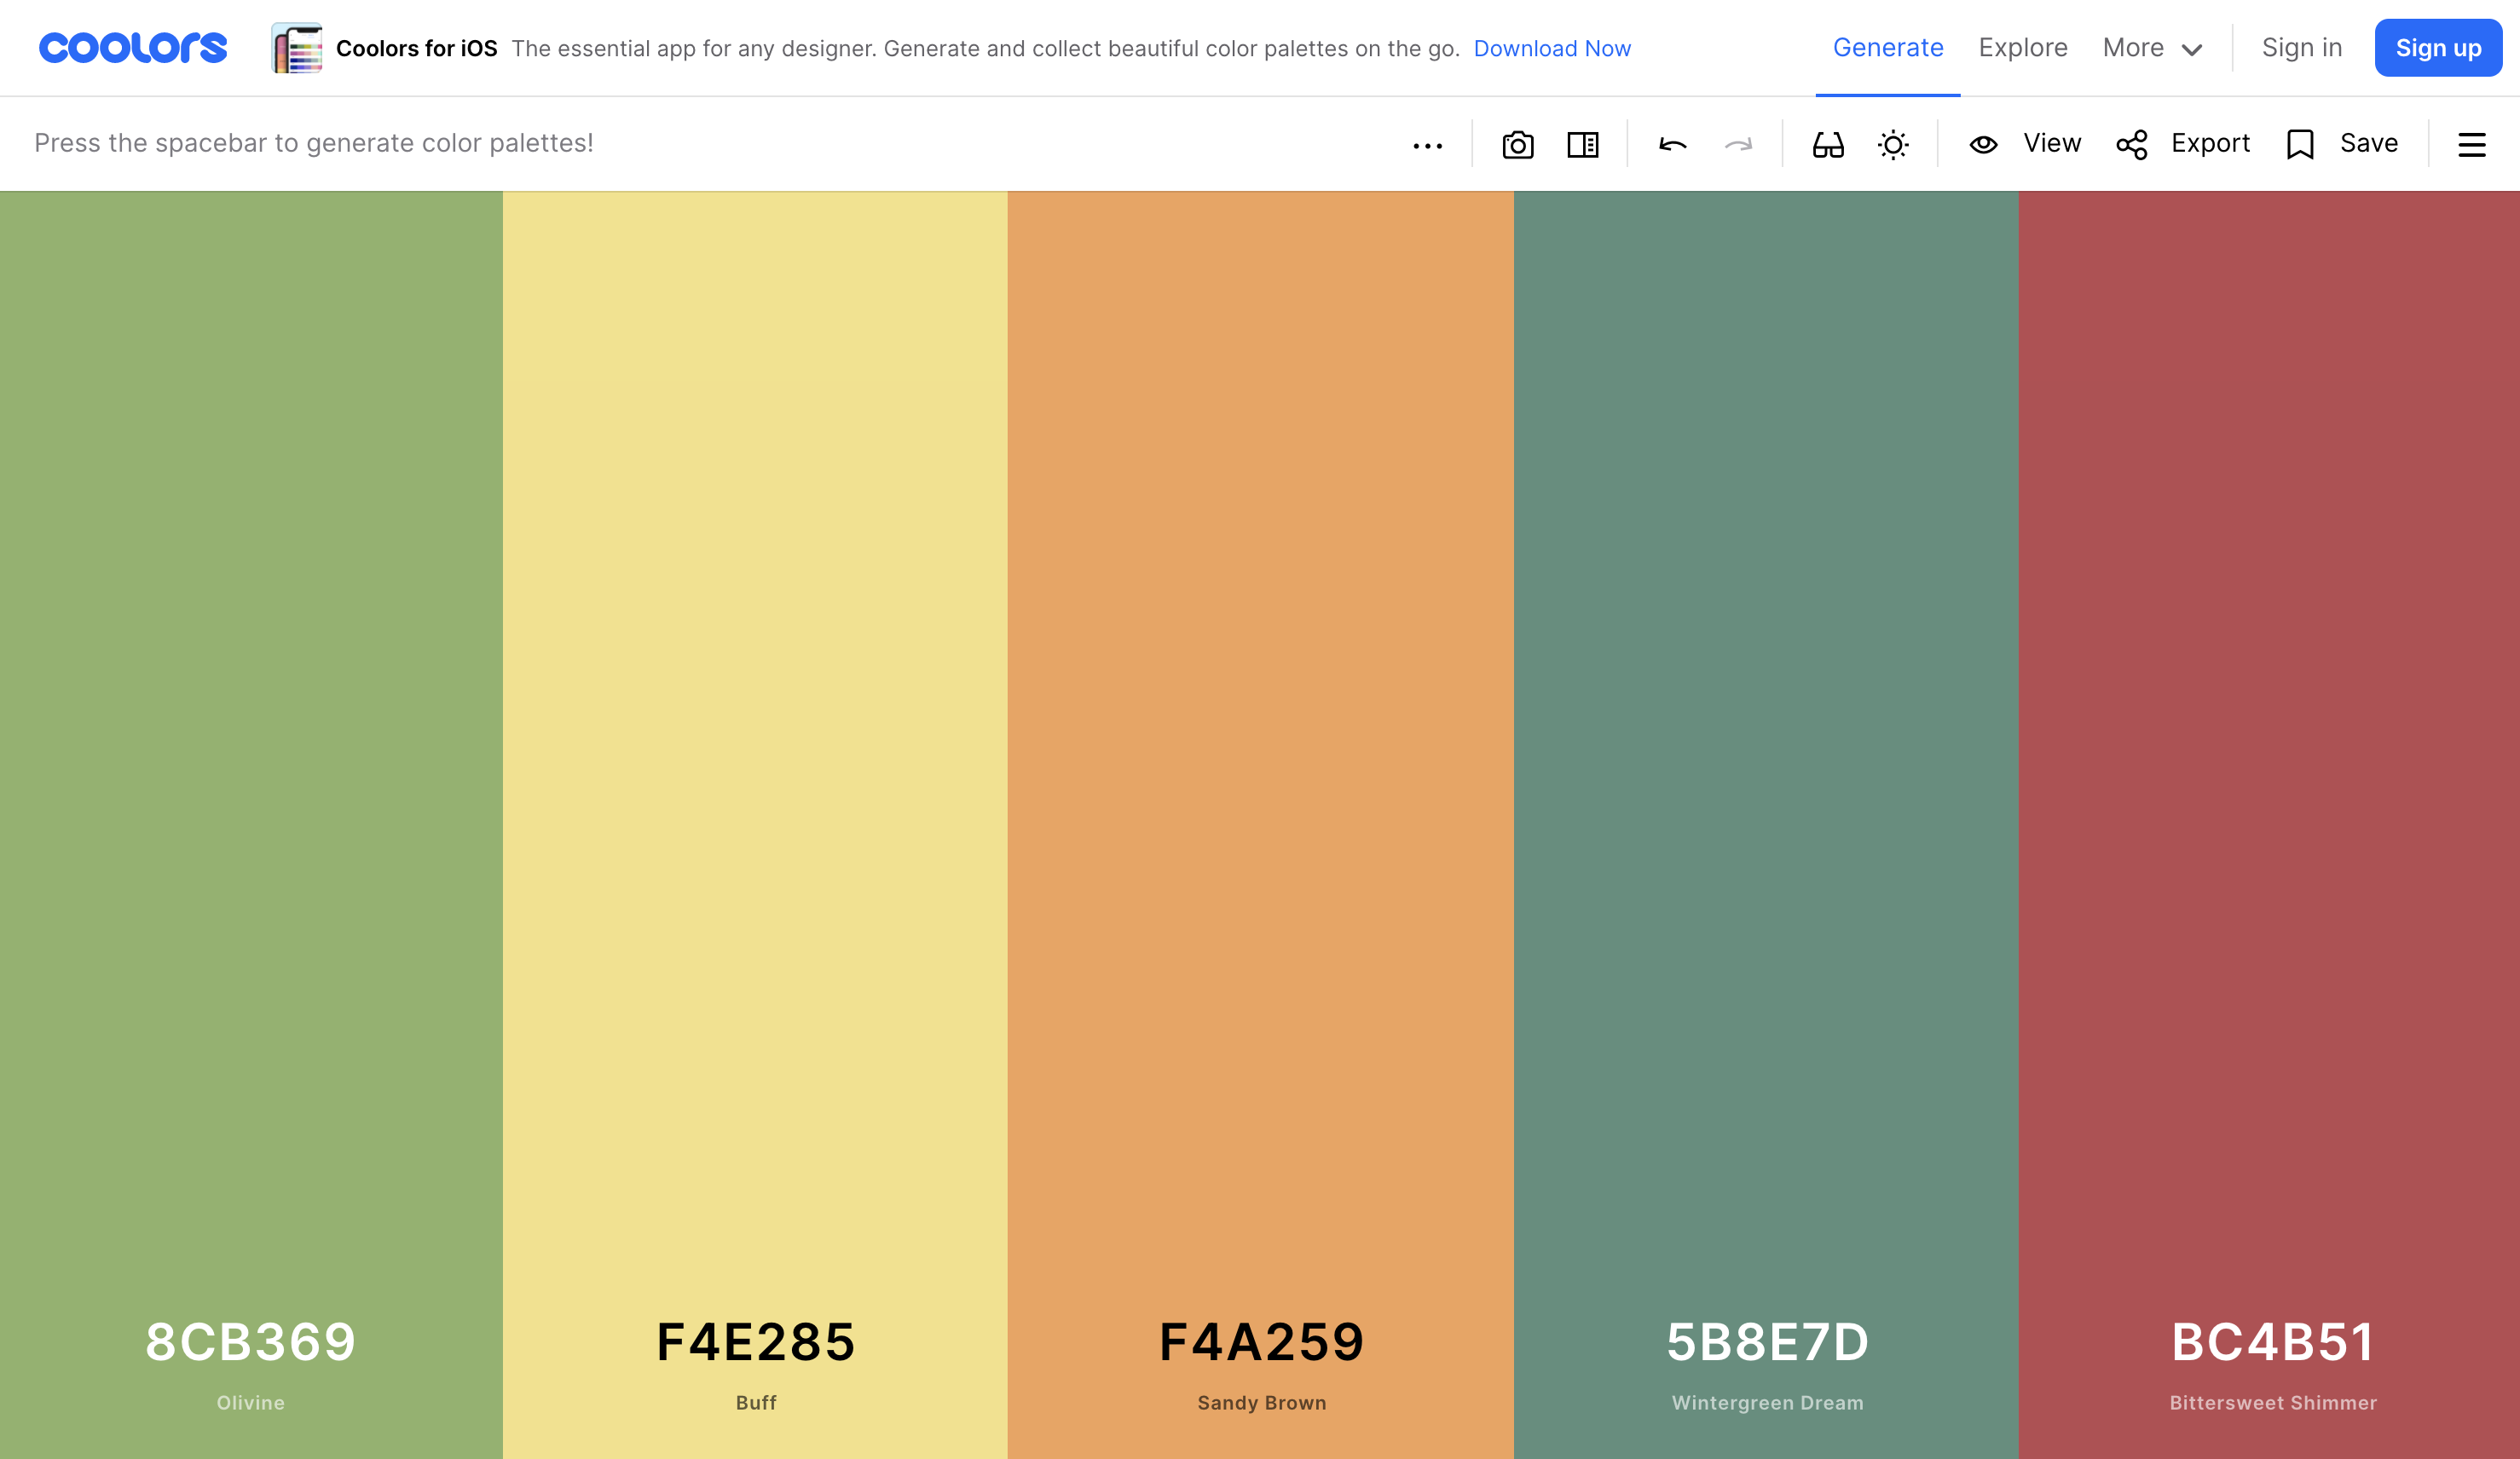 coolors
Coolors for iOS The essential app for any designer. Generate and collect beautiful color palettes on the go. Download Now
Generate Explore More Sign in Sign up
Press the spacebar to generate color palettes!
View Export Save
8CB369 F4E285 F4A259 5B8E7D BC4B51
Olivine Buff Sandy Brown Wintergreen Dream Bittersweet Shimmer